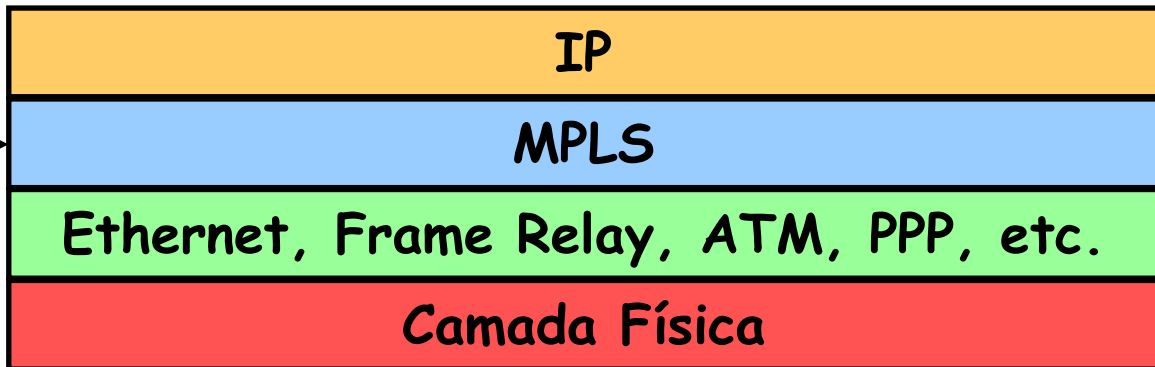 IP
MPLS
Ethernet, Frame Relay, ATM, PPP, etc.
Camada Física